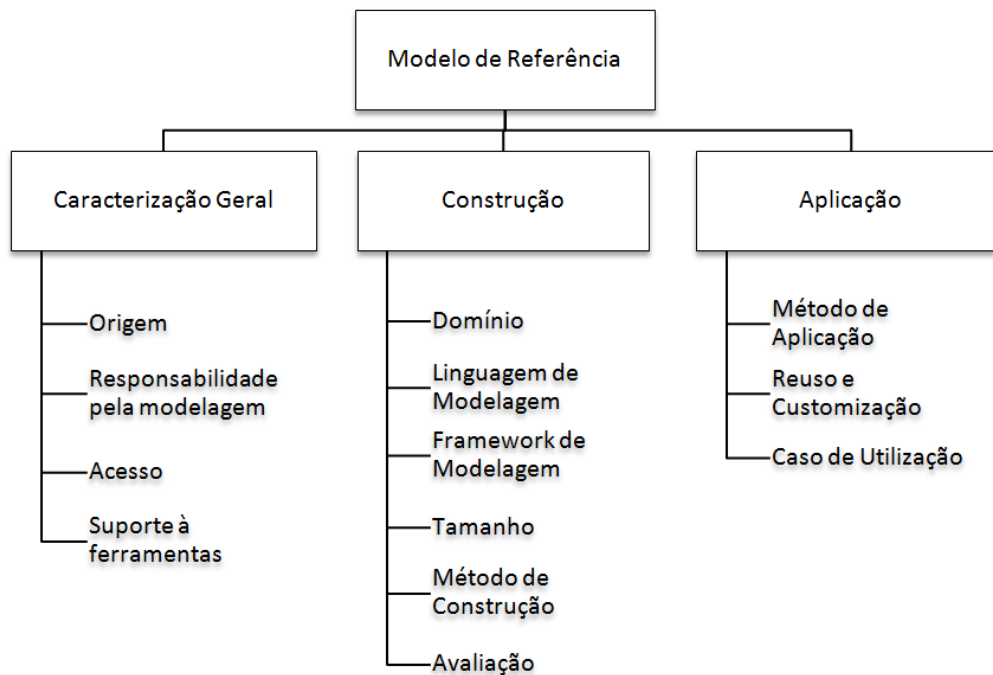 Modelo de Referência
Caracterização Geral
Origem
Responsabilidade
pela modelagem
Acesso
Suporte à
ferramentas
Construção
Domínio
Linguagem de
Modelagem
Framework de
Modelagem
Tamanho
Método de
Construção
Avaliação
Aplicação
Método de
Aplicação
Reuso e
Customização
Caso de Utilização